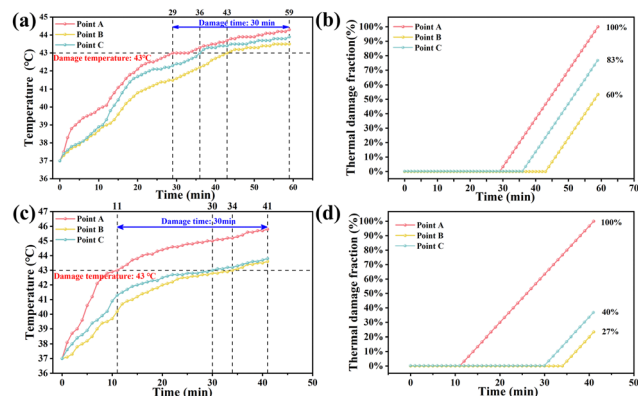 (a)
29 36 43 59
Damage time: 30 min
Point A
Point B
Point C
Damage temperature: 43℃
Temperature (℃)
45
44
43
42
41
40
39
38
37
36
0 10 20 30 40 50 60 70
Time (min)
(b)
Point A
Point B
Point C
100%
83%
60%
Thermal damage fraction(%)
100%
90%
80%
70%
60%
50%
40%
30%
20%
10%
0%
0 10 20 30 40 50 60 70
Time (min)
(c)
11 30 34 41
Damage time: 30min
Point A
Point B
Point C
Damage temperature: 43 ℃
Temperature (℃)
47
46
45
44
43
42
41
40
39
38
37
36
0 10 20 30 40 50
Time (min)
(d)
Point A
Point B
Point C
100%
40%
27%
Thermal damage fraction (%)
100%
90%
80%
70%
60%
50%
40%
30%
20%
10%
0%
0 10 20 30 40 50
Time (min)